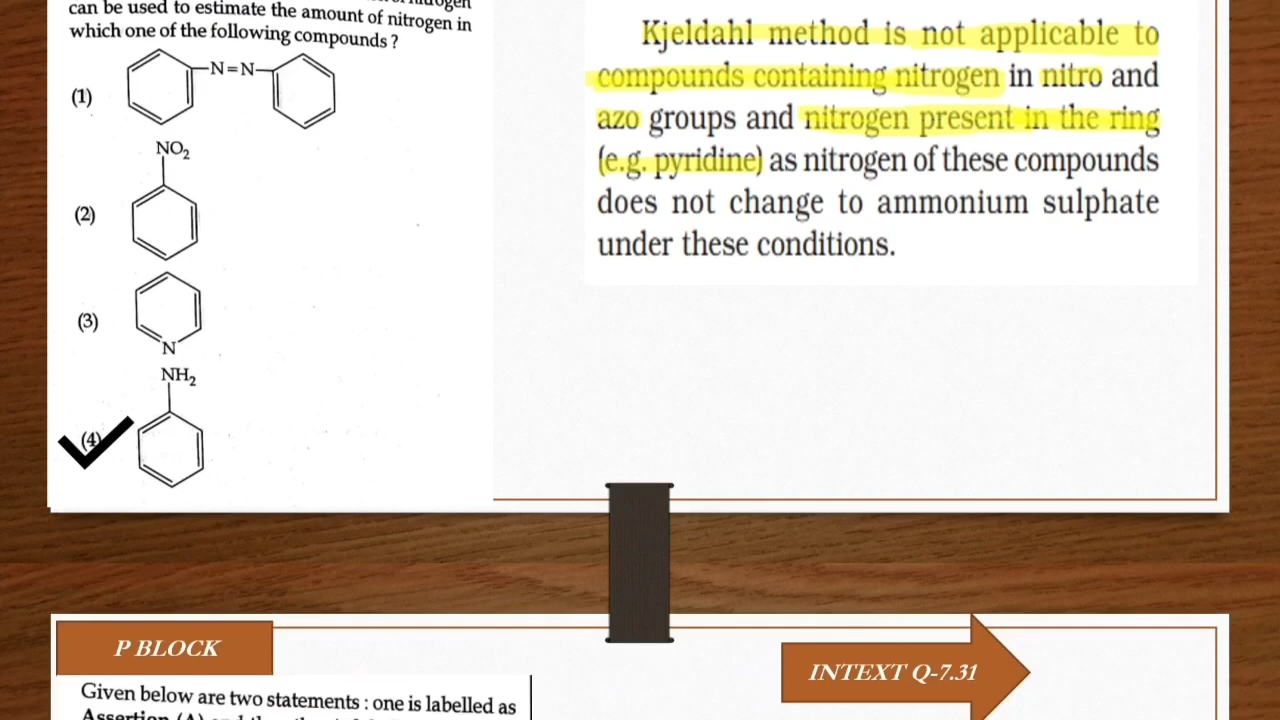 can be used to estimate the amount of nitrogen in
which one of the following compounds ?
(1)
N=N
NO2
(2)
(3)
N
NH2
(4)
Kjeldahl method is not applicable to
compounds containing nitrogen in nitro and
azo groups and nitrogen present in the ring
(e.g. pyridine) as nitrogen of these compounds
does not change to ammonium sulphate
under these conditions.
P BLOCK
INTEXT Q-7.31
Given below are two statements : one is labelled as
Assertion (A)